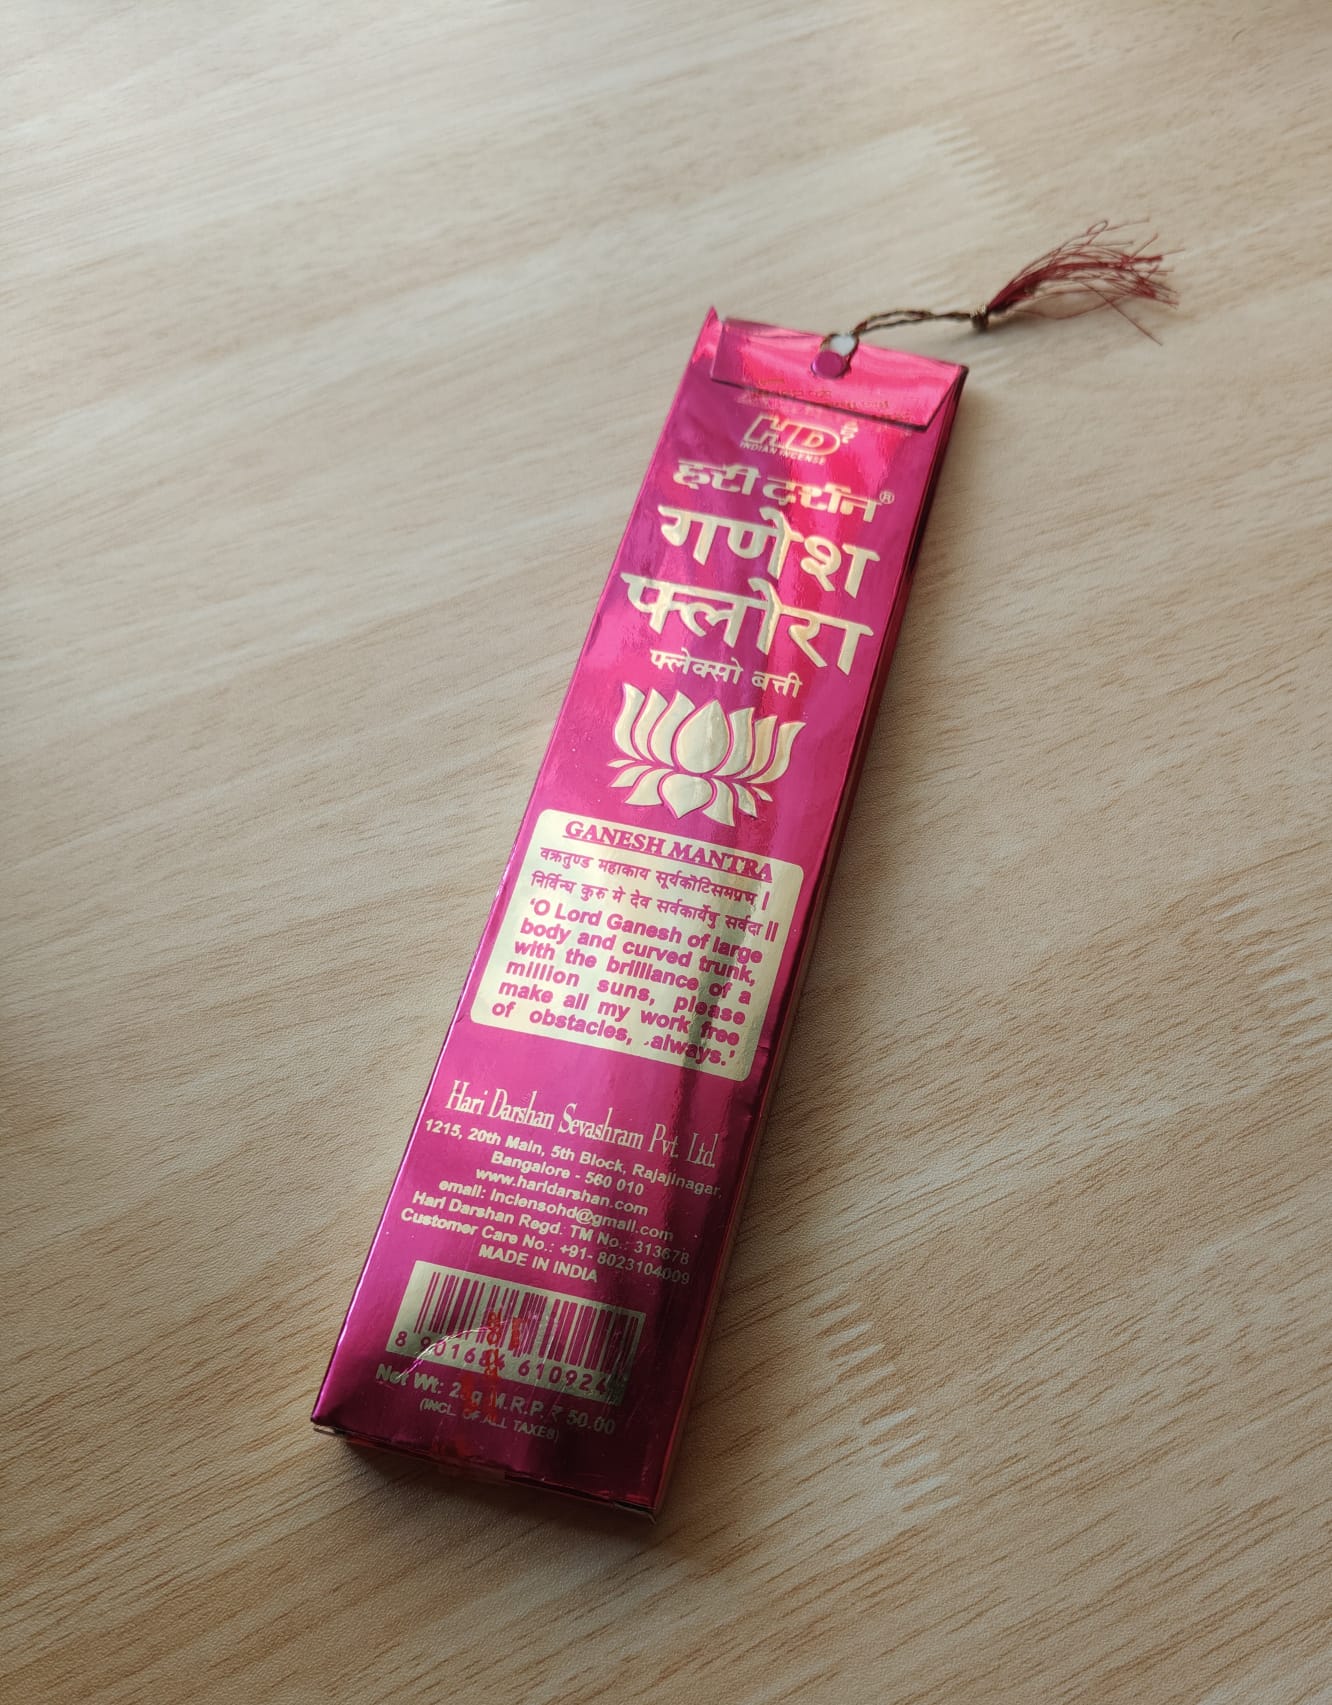 HD
INDIAN INCENSE
हरी दर्शन®
गणेश
फ्लोरा
फ्लेक्सो बत्ती
GANESH MANTRA
वक्रतुण्ड महाकाय सूर्यकोटिसमप्रभ |
निर्विघ्न कुरु मे देव सर्वकार्येषु सर्वदा ||
'O Lord Ganesh of large
body and curved trunk,
with the brilliance of a
million suns, please
make all my work free
of obstacles, always.'
Hari Darshan Sevashram Pvt. Ltd.
1215, 20th Main, 5th Block, Rajajinagar,
Bangalore - 560 010
www.haridarshan.com
email: inciensohd@gmail.com
Hari Darshan Regd. TM No.: 313678
Customer Care No.: +91- 8023104009
MADE IN INDIA
8 901684 610924
Net Wt: M.R.P. ₹ 50.00
(INCL. OF ALL TAXES)